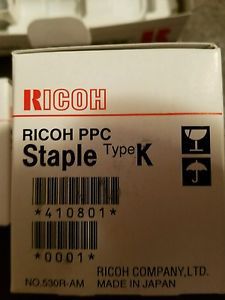 RICOH
RICOH PPC
Staple Type K
*410801*
*0001*
RICOH COMPANY,LTD.
NO.530R-AM MADE IN JAPAN